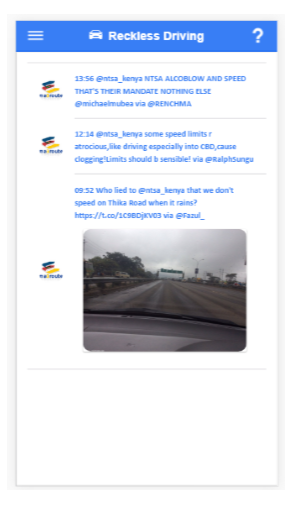 Reckless Driving
?
13:56 @ntsa_kenya NTSA ALCOBLOW AND SPEED
THAT'S THEIR MANDATE NOTHING ELSE
@michaelmubea via @RENCHMA
12:14 @ntsa_kenya some speed limits r
atrocious,like driving especially into CBD,cause
clogging!Limits should b sensible! via @RalphSungu
09:52 Who lied to @ntsa_kenya that we don't
speed on Thika Road when it rains?
https://t.co/1C9BDjKV03 via @Fazul_